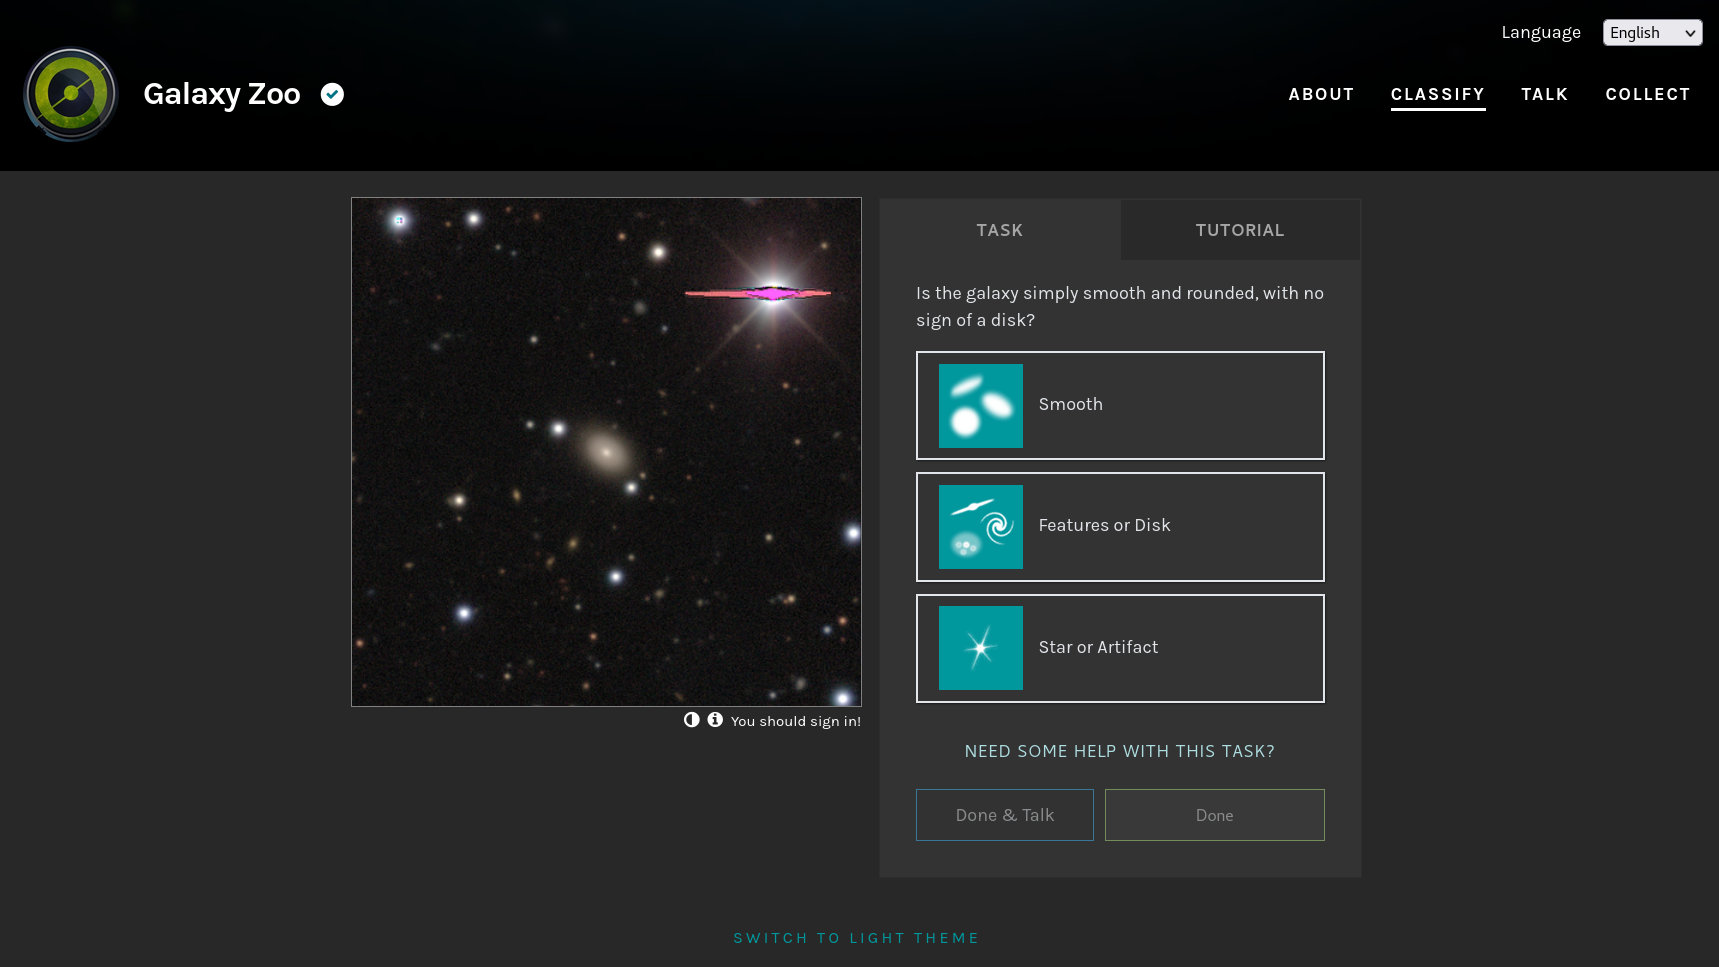 Language English
Galaxy Zoo
ABOUT CLASSIFY TALK COLLECT
TASK TUTORIAL
Is the galaxy simply smooth and rounded, with no
sign of a disk?
Smooth
Features or Disk
Star or Artifact
You should sign in!
NEED SOME HELP WITH THIS TASK?
Done & Talk Done
SWITCH TO LIGHT THEME